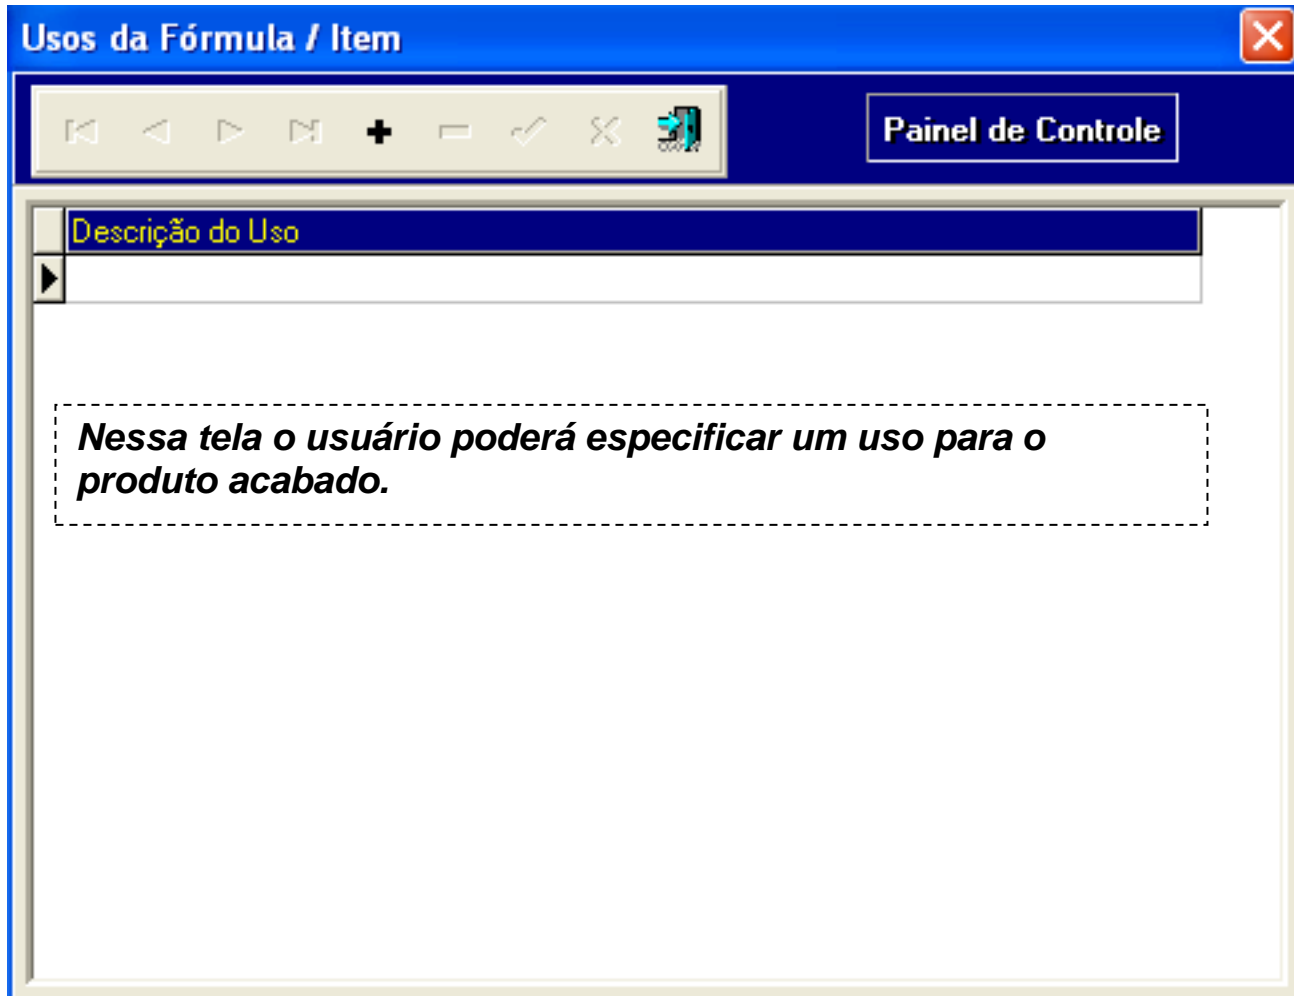 Usos da Fórmula / Item
Painel de Controle
Descrição do Uso
Nessa tela o usuário poderá especificar um uso para o
produto acabado.